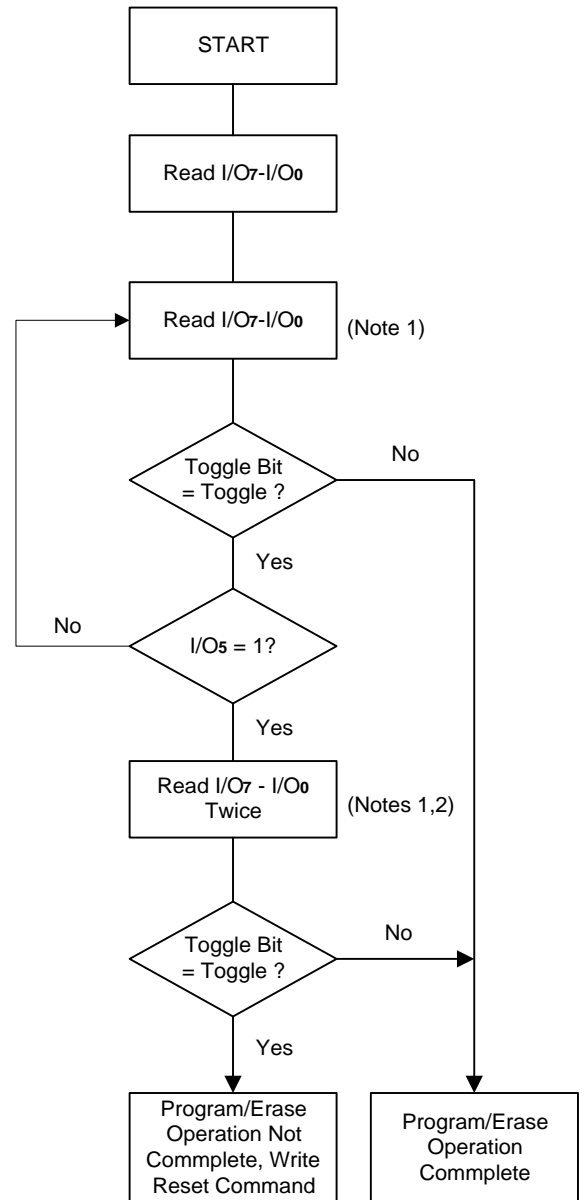 START
Read I/O7-I/O0
Read I/O7-I/O0
(Note 1)
Toggle Bit
= Toggle ?
No
Yes
No
I/O5 = 1?
Yes
Read I/O7 - I/O0
Twice
(Notes 1,2)
Toggle Bit
= Toggle ?
No
Yes
Program/Erase
Operation Not
Commplete, Write
Reset Command
Program/Erase
Operation
Commplete